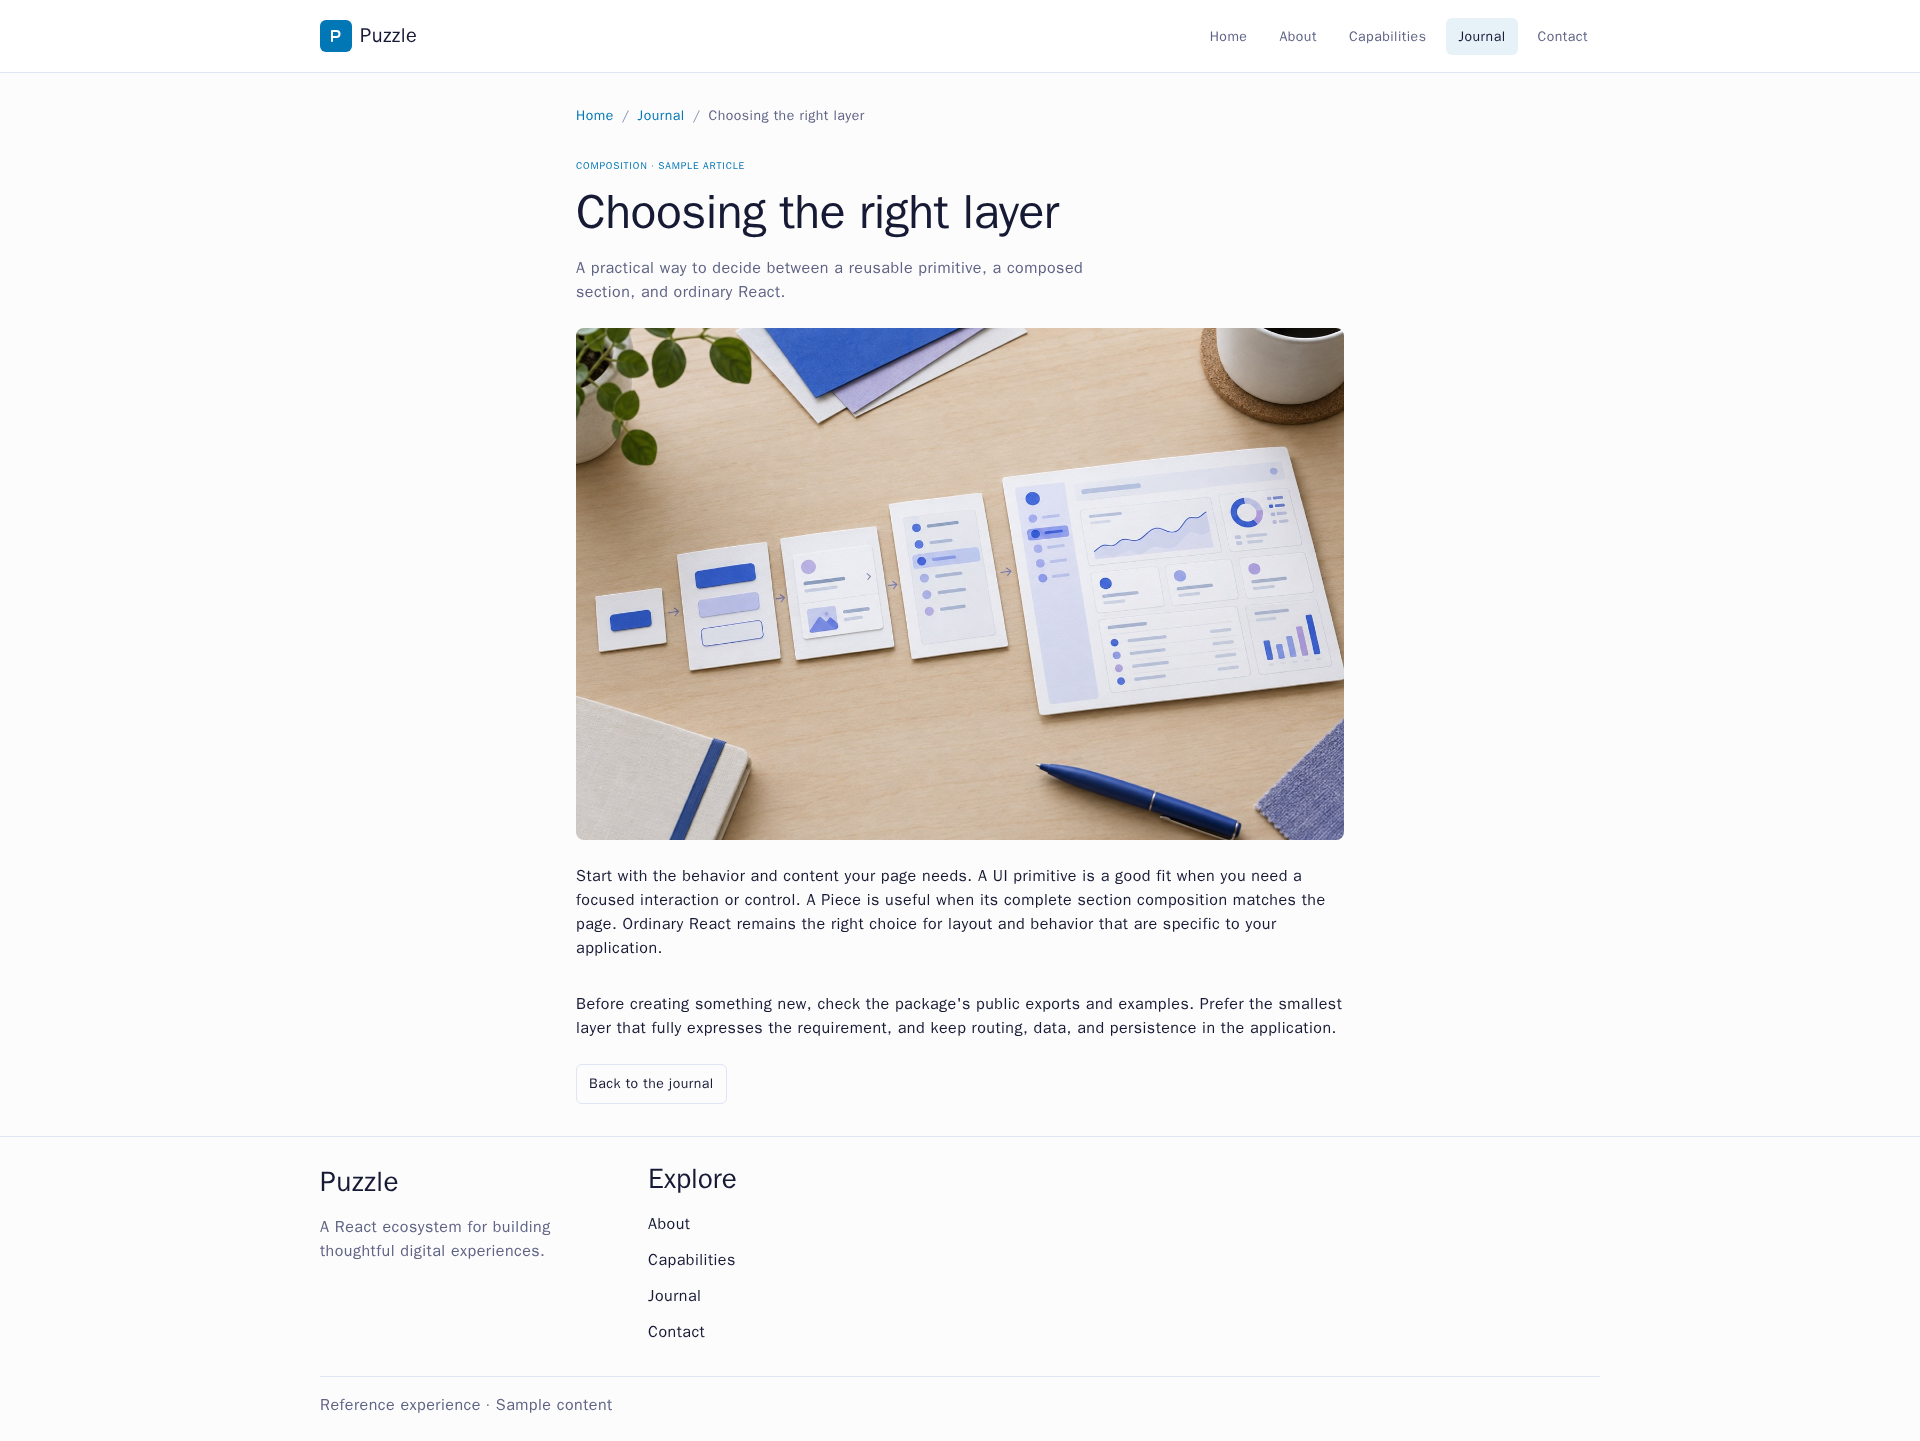 P Puzzle
Home About Capabilities Journal Contact
Home / Journal / Choosing the right layer
COMPOSITION · SAMPLE ARTICLE
Choosing the right layer
A practical way to decide between a reusable primitive, a composed
section, and ordinary React.
Start with the behavior and content your page needs. A UI primitive is a good fit when you need a
focused interaction or control. A Piece is useful when its complete section composition matches the
page. Ordinary React remains the right choice for layout and behavior that are specific to your
application.
Before creating something new, check the package's public exports and examples. Prefer the smallest
layer that fully expresses the requirement, and keep routing, data, and persistence in the application.
Back to the journal
Puzzle
A React ecosystem for building
thoughtful digital experiences.
Explore
About
Capabilities
Journal
Contact
Reference experience · Sample content